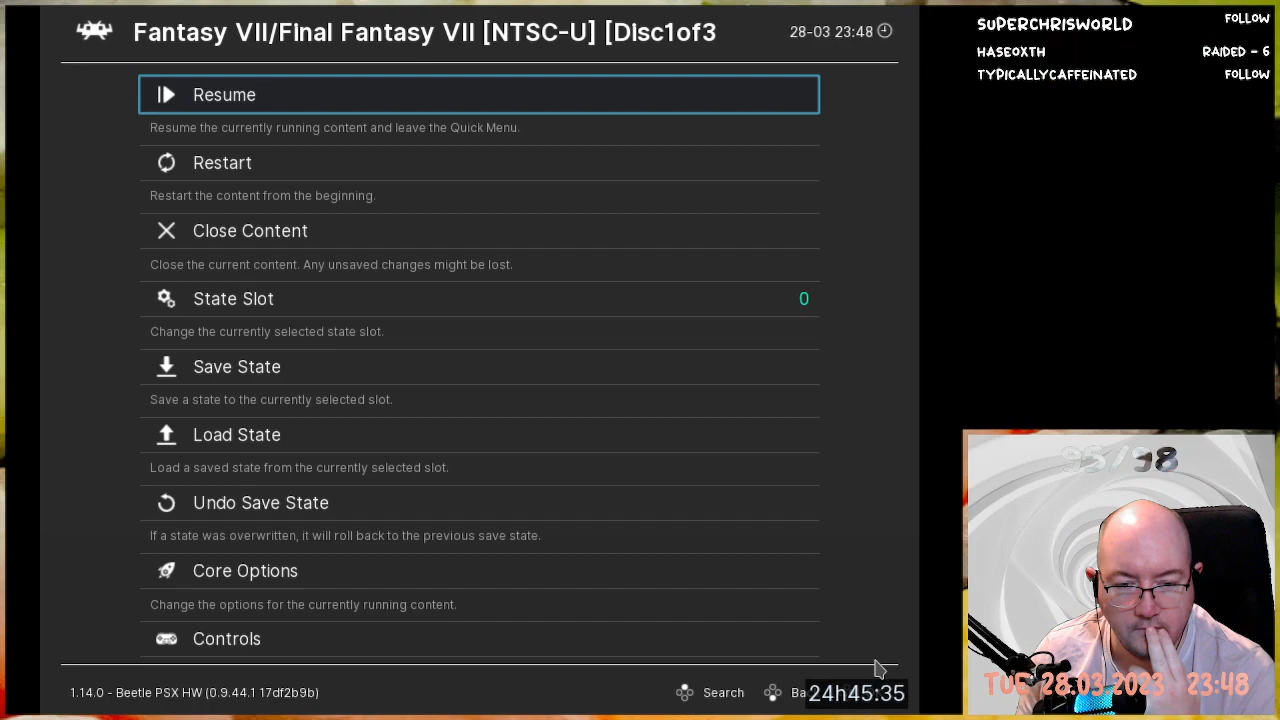 Fantasy VII/Final Fantasy VII [NTSC-U] [Disc1of3
28-03 23:48
Resume
Resume the currently running content and leave the Quick Menu.
Restart
Restart the content from the beginning.
Close Content
Close the current content. Any unsaved changes might be lost.
State Slot 0
Change the currently selected state slot.
Save State
Save a state to the currently selected slot.
Load State
Load a saved state from the currently selected slot.
Undo Save State
If a state was overwritten, it will roll back to the previous save state.
Core Options
Change the options for the currently running content.
Controls
1.14.0 - Beetle PSX HW (0.9.44.1 17df2b9b)
Search
Ba
24h45:35
SUPERCHRISWORLD FOLLOW
HASEOXTH RAIDED - 6
TYPICALLYCAFFEINATED FOLLOW
95/98
TUE 28.03.2023 23:48